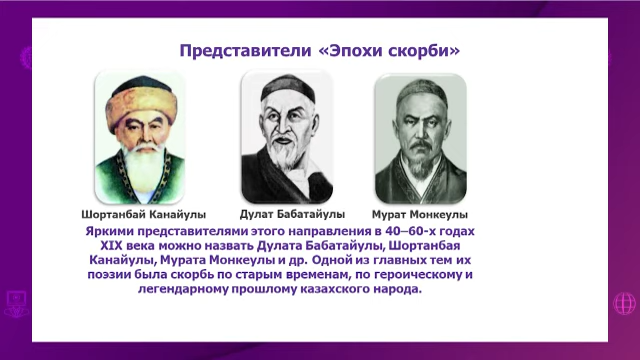 Представители «Эпохи скорби»
Шортанбай Канайулы
Дулат Бабатайулы
Мурат Монкеулы
Яркими представителями этого направления в 40–60-х годах
XIX века можно назвать Дулата Бабатайулы, Шортанбая
Канайулы, Мурата Монкеулы и др. Одной из главных тем их
поэзии была скорбь по старым временам, по героическому и
легендарному прошлому казахского народа.